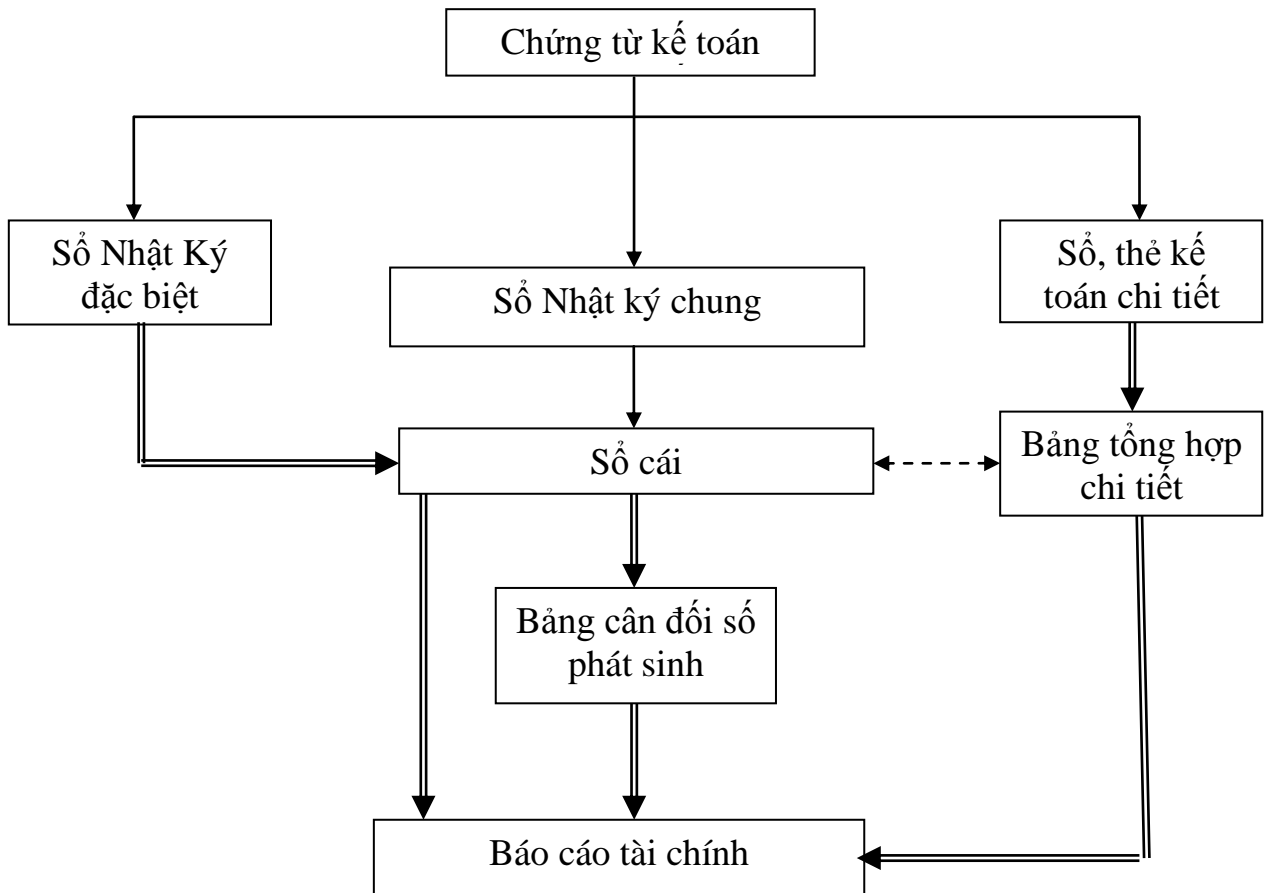 Chứng từ kế toán
Sổ Nhật Ký
đặc biệt
Sổ Nhật ký chung
Sổ, thẻ kế
toán chi tiết
Sổ cái
Bảng tổng hợp
chi tiết
Bảng cân đối số
phát sinh
Báo cáo tài chính